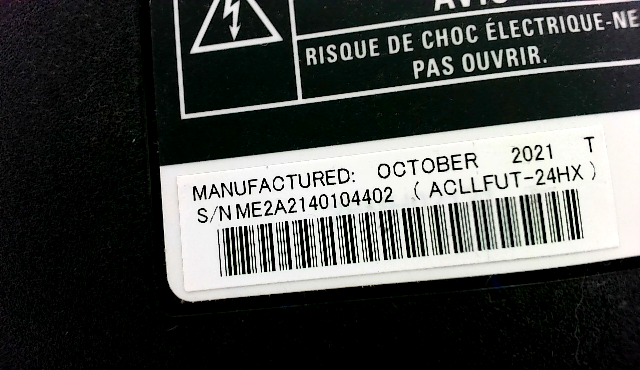 RISQUE DE CHOC ÉLECTRIQUE-NE
PAS OUVRIR.
MANUFACTURED: OCTOBER 2021 T
S/N ME2A2140104402 (ACLLFUT-24HX)